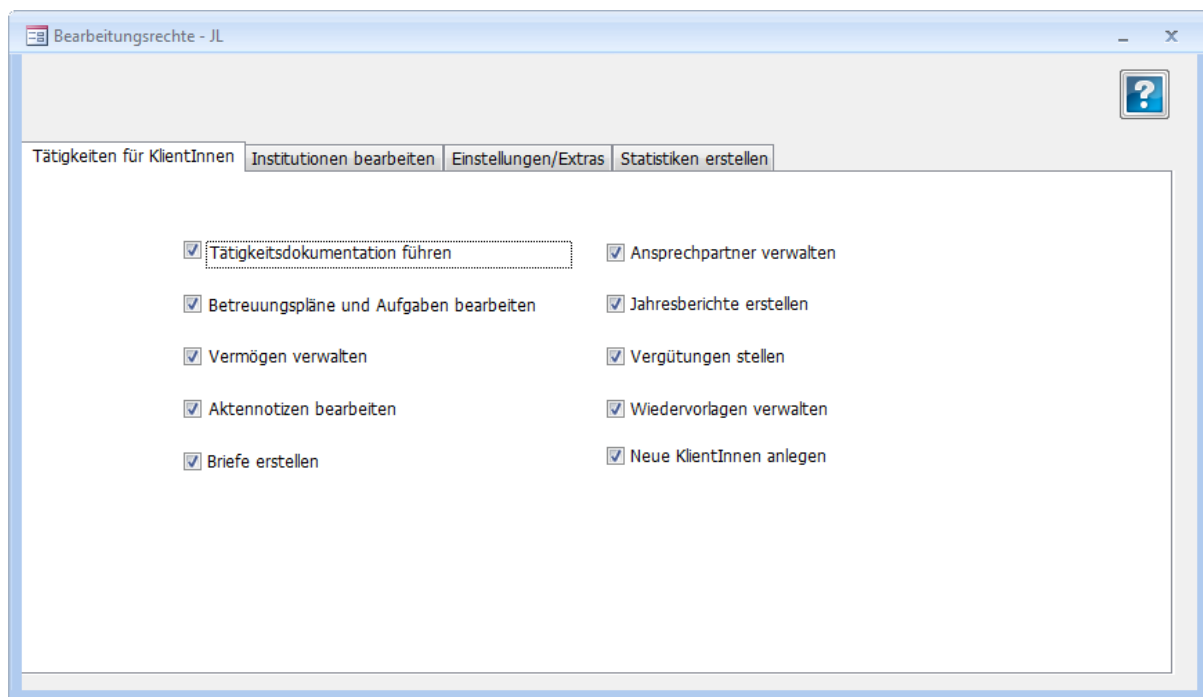 Bearbeitungsrechte - JL
?
Tätigkeiten für KlientInnen
Institutionen bearbeiten
Einstellungen/Extras
Statistiken erstellen
Tätigkeitsdokumentation führen
Betreuungspläne und Aufgaben bearbeiten
Vermögen verwalten
Aktennotizen bearbeiten
Briefe erstellen
Ansprechpartner verwalten
Jahresberichte erstellen
Vergütungen stellen
Wiedervorlagen verwalten
Neue KlientInnen anlegen